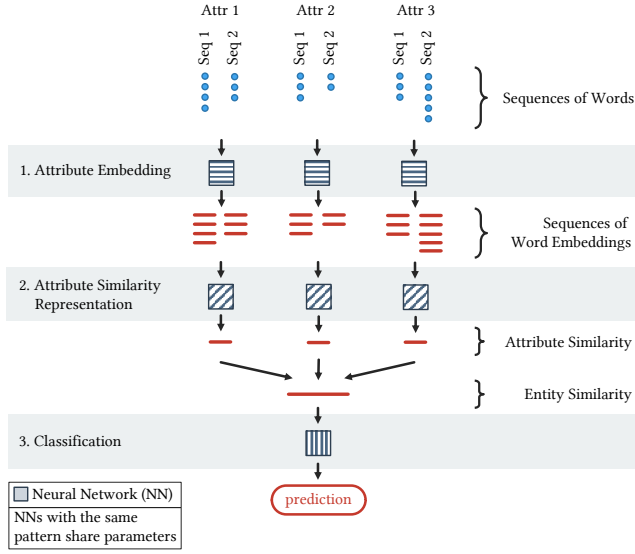 Attr 1
Attr 2
Attr 3
Seq 1
Seq 2
Seq 1
Seq 2
Seq 1
Seq 2
Sequences of Words
1. Attribute Embedding
Sequences of
Word Embeddings
2. Attribute Similarity
Representation
Attribute Similarity
Entity Similarity
3. Classification
prediction
Neural Network (NN)
NNs with the same
pattern share parameters